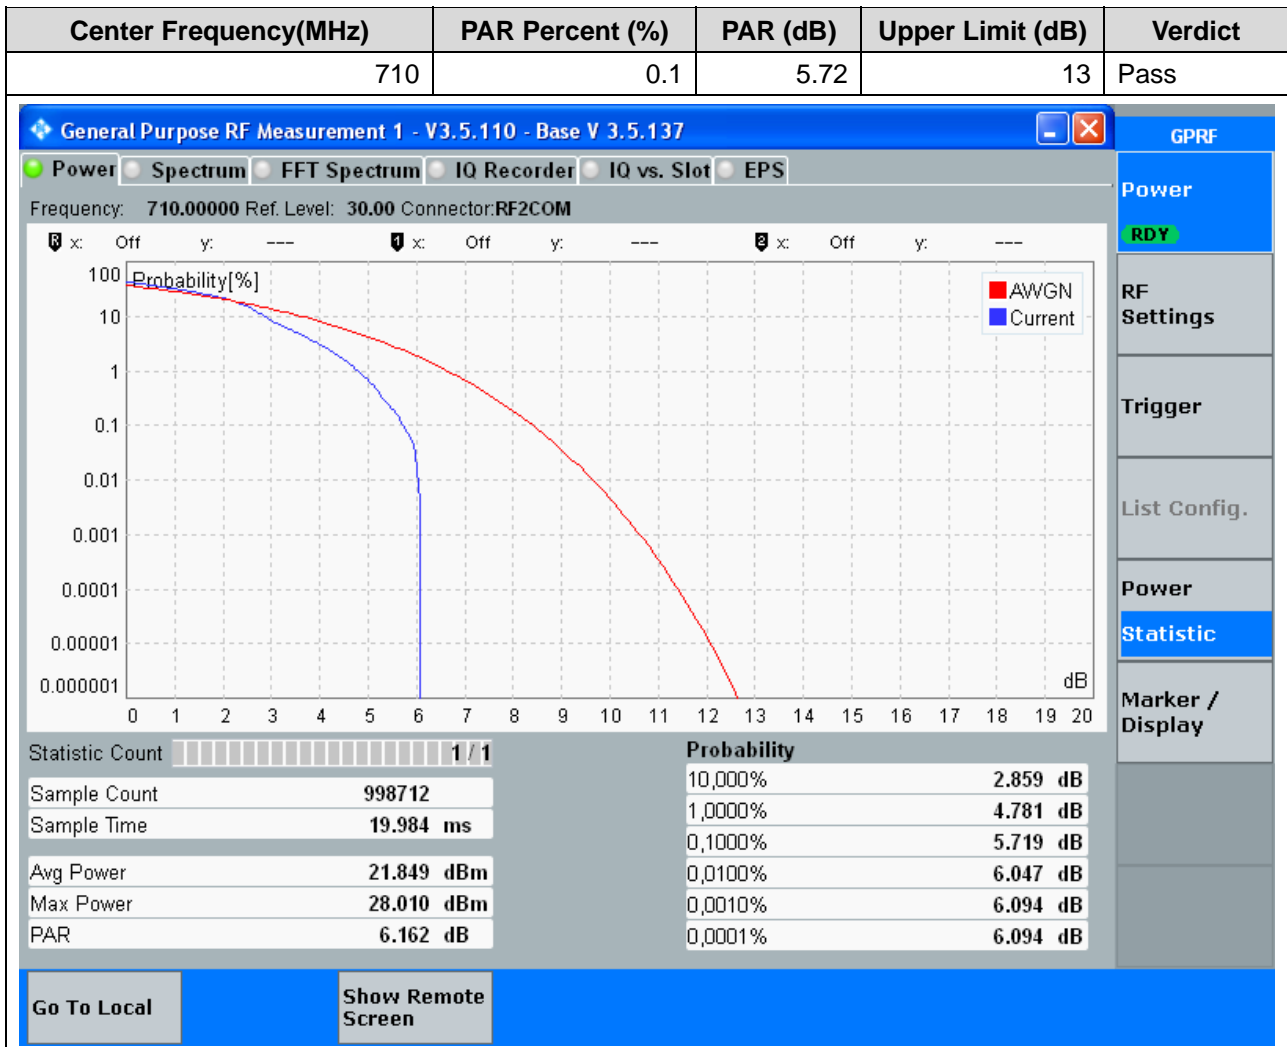 Center Frequency(MHz) PAR Percent (%) PAR (dB) Upper Limit (dB) Verdict
710 0.1 5.72 13 Pass
General Purpose RF Measurement 1 - V3.5.110 - Base V 3.5.137
GPRF
Power Spectrum FFT Spectrum IQ Recorder IQ vs. Slot EPS
Frequency: 710.00000 Ref. Level: 30.00 Connector:RF2COM
R x: Off y: --- 1 x: Off y: --- 2 x: Off y: ---
Probability[%]
AWGN
Current
100
10
1
0.1
0.01
0.001
0.0001
0.00001
0.000001
dB
0 1 2 3 4 5 6 7 8 9 10 11 12 13 14 15 16 17 18 19 20
Statistic Count 1 / 1
Sample Count 998712
Sample Time 19.984 ms
Avg Power 21.849 dBm
Max Power 28.010 dBm
PAR 6.162 dB
Probability
10,000% 2.859 dB
1,0000% 4.781 dB
0,1000% 5.719 dB
0,0100% 6.047 dB
0,0010% 6.094 dB
0,0001% 6.094 dB
Power
RDY
RF
Settings
Trigger
List Config.
Power
Statistic
Marker /
Display
Go To Local
Show Remote
Screen